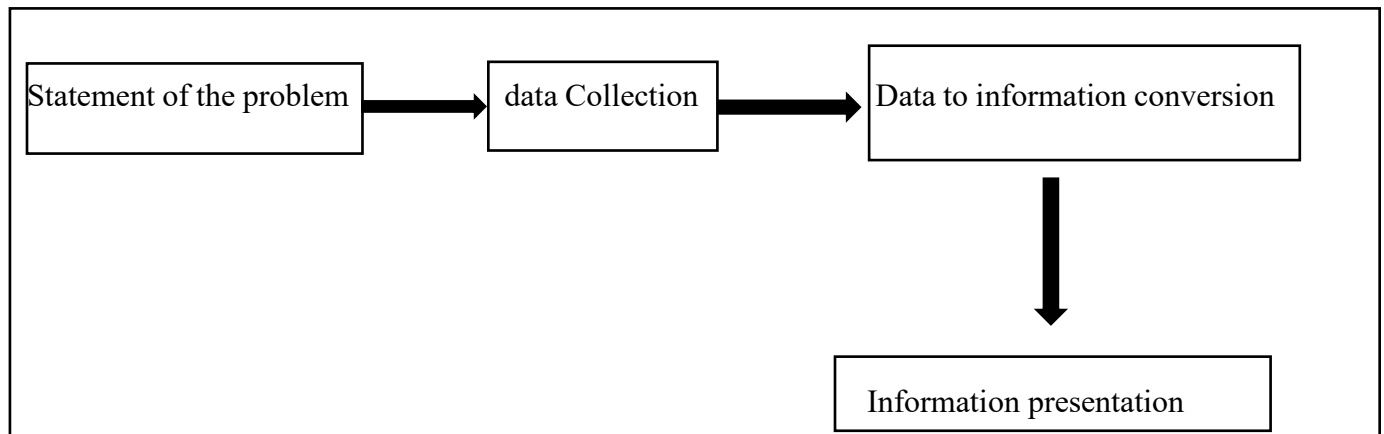 Statement of the problem
data Collection
Data to information conversion
Information presentation